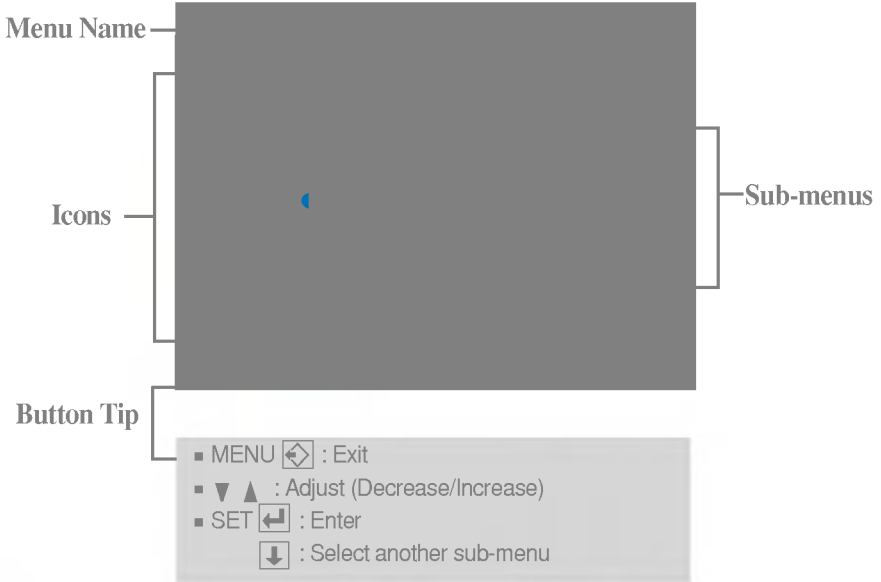 Menu Name
Icons
Sub-menus
Button Tip
MENU : Exit
: Adjust (Decrease/Increase)
SET : Enter
: Select another sub-menu